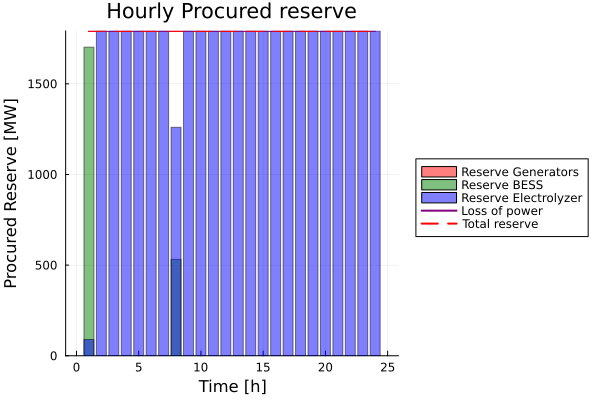 Hourly Procured reserve
Procured Reserve [MW]
1500
1000
500
0
0 5 10 15 20 25
Time [h]
Reserve Generators
Reserve BESS
Reserve Electrolyzer
Loss of power
Total reserve